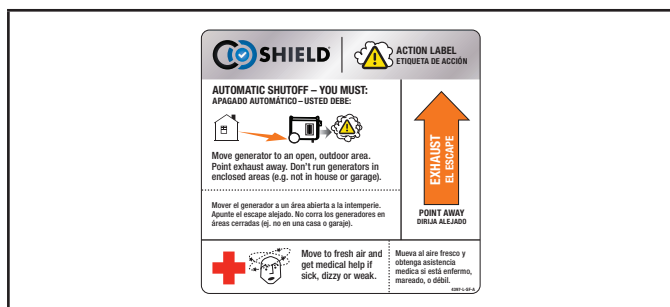 CO SHIELD
ACTION LABEL
ETIQUETA DE ACCIÓN
AUTOMATIC SHUTOFF – YOU MUST:
APAGADO AUTOMÁTICO – USTED DEBE:
Move generator to an open, outdoor area.
Point exhaust away. Don't run generators in
enclosed areas (e.g. not in house or garage).
Mover el generador a un área abierta a la intemperie.
Apunte el escape alejado. No corra los generadores en
áreas cerradas (ej. no en una casa o garaje).
EXHAUST
EL ESCAPE
POINT AWAY
DIRIJA ALEJADO
Move to fresh air and
get medical help if
sick, dizzy or weak.
Mueva al aire fresco y
obtenga asistencia
medica si está enfermo,
mareado, o débil.